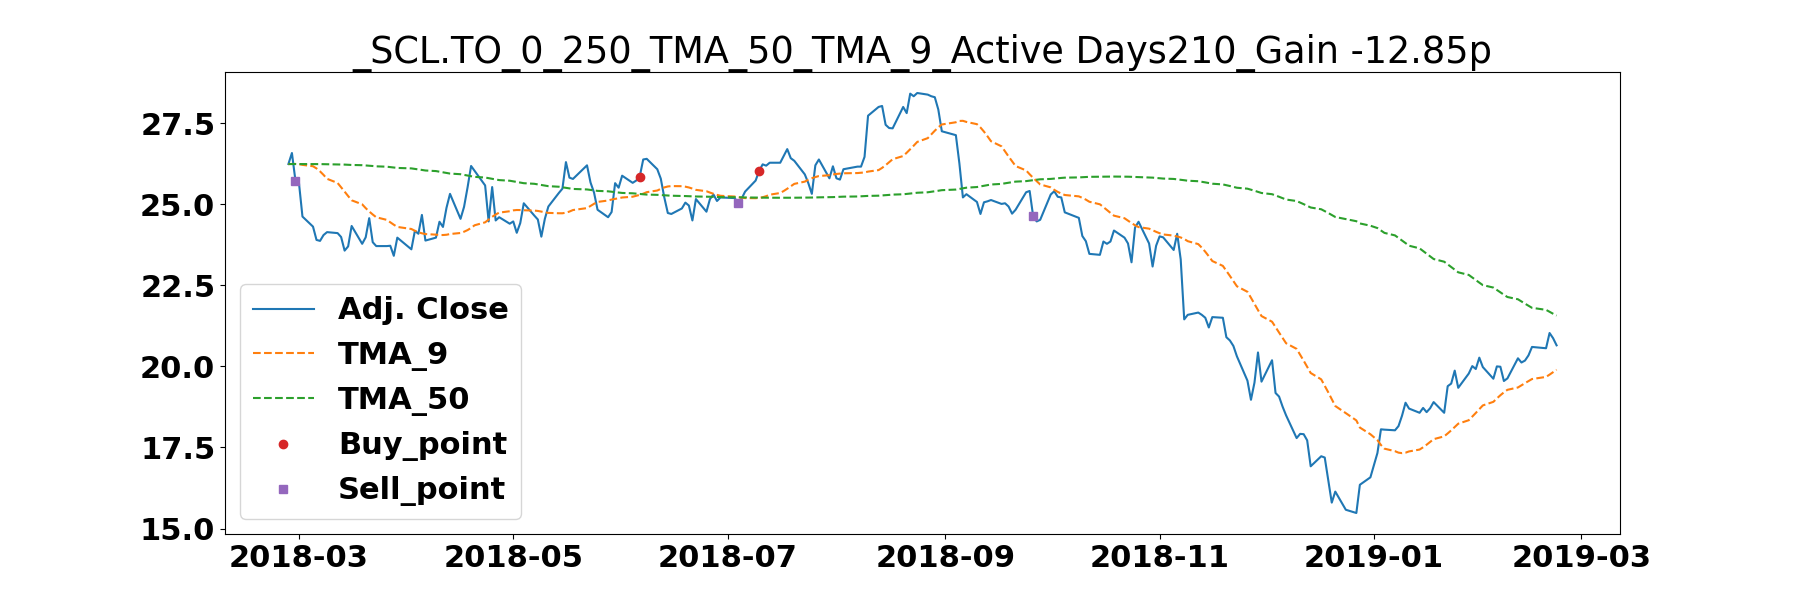 _SCL.TO_0_250_TMA_50_TMA_9_Active Days210_Gain -12.85p
27.5
25.0
22.5
20.0
17.5
15.0
Adj. Close
TMA_9
TMA_50
Buy_point
Sell_point
2018-03 2018-05 2018-07 2018-09 2018-11 2019-01 2019-03